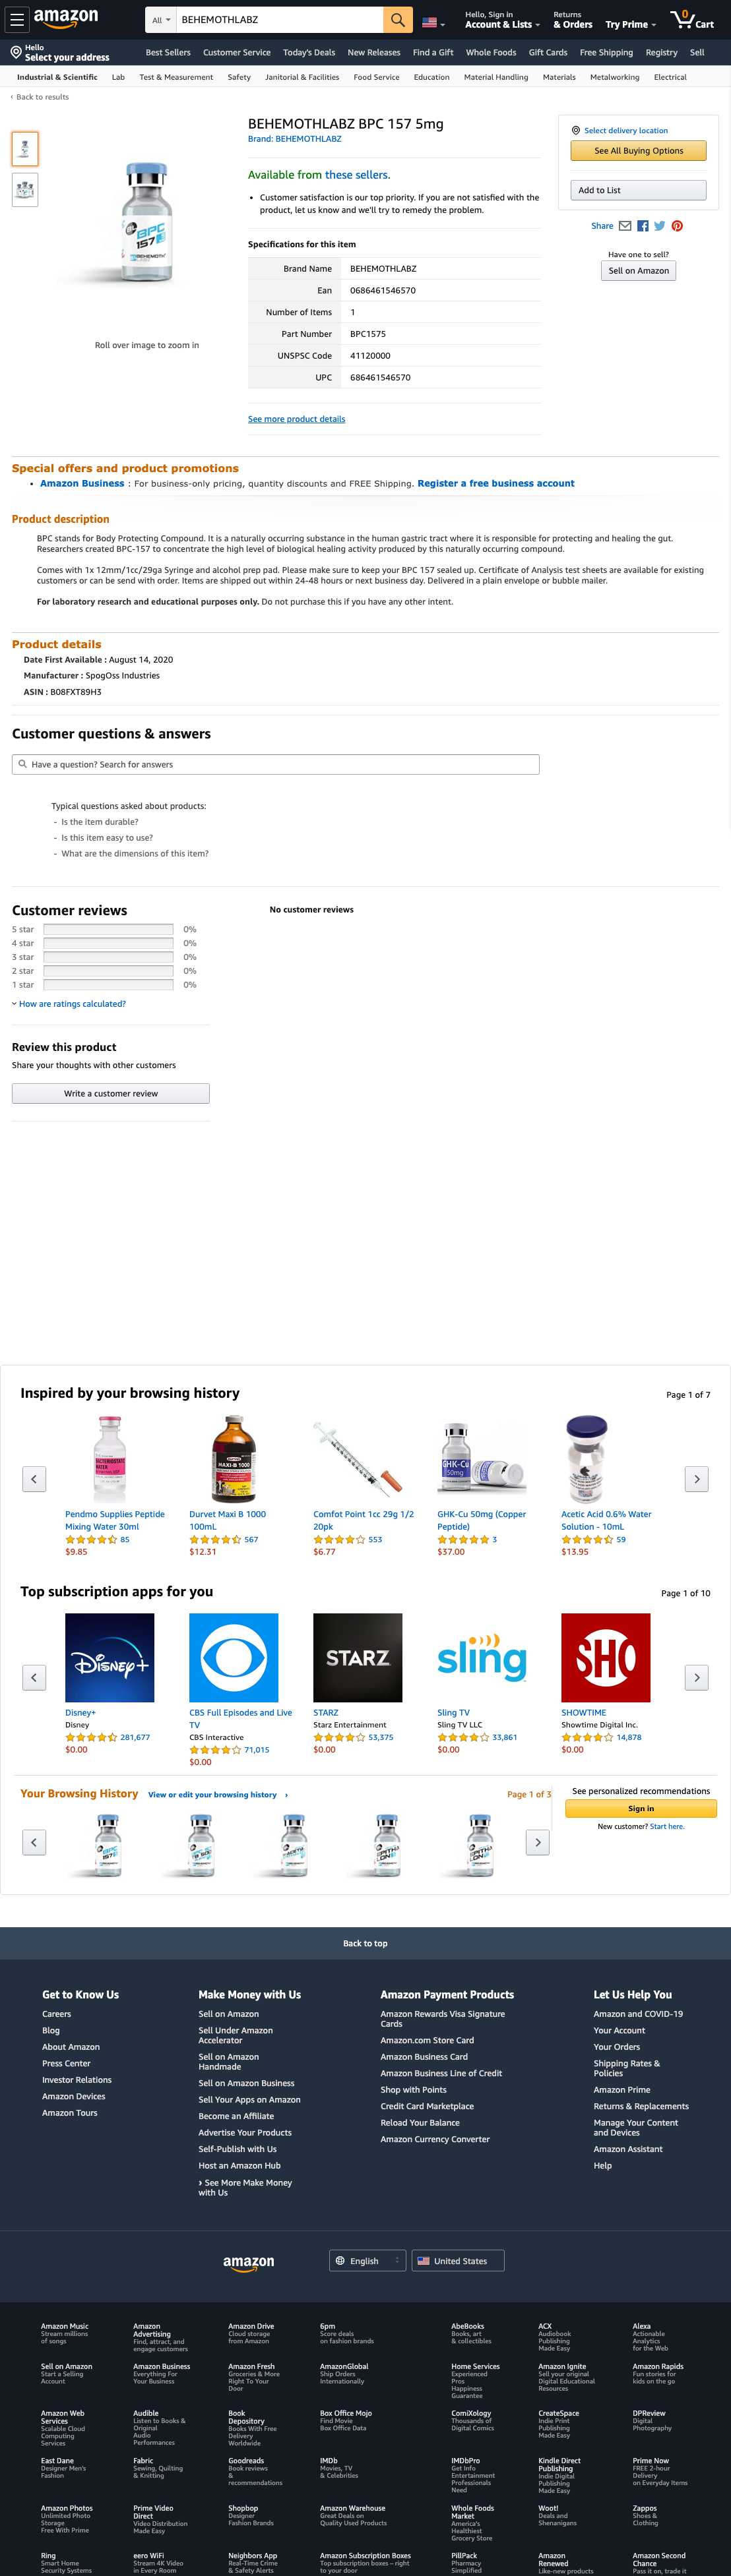 amazon
All
BEHEMOTHLABZ
Hello, Sign in
Account & Lists
Returns
& Orders
Try Prime
0
Cart
Hello
Select your address
Best Sellers
Customer Service
Today's Deals
New Releases
Find a Gift
Whole Foods
Gift Cards
Free Shipping
Registry
Sell
Industrial & Scientific
Lab
Test & Measurement
Safety
Janitorial & Facilities
Food Service
Education
Material Handling
Materials
Metalworking
Electrical
‹ Back to results
BPC
157
BEHEMOTH
Roll over image to zoom in
BEHEMOTHLABZ BPC 157 5mg
Brand: BEHEMOTHLABZ
Available from these sellers.
• Customer satisfaction is our top priority. If you are not satisfied with the
product, let us know and we'll try to remedy the problem.
Specifications for this item
Brand Name BEHEMOTHLABZ
Ean 0686461546570
Number of Items 1
Part Number BPC1575
UNSPSC Code 41120000
UPC 686461546570
See more product details
Select delivery location
See All Buying Options
Add to List
Share
Have one to sell?
Sell on Amazon
Special offers and product promotions
• Amazon Business : For business-only pricing, quantity discounts and FREE Shipping. Register a free business account
Product description
BPC stands for Body Protecting Compound. It is a naturally occurring substance in the human gastric tract where it is responsible for protecting and healing the gut.
Researchers created BPC-157 to concentrate the high level of biological healing activity produced by this naturally occurring compound.
Comes with 1x 12mm/1cc/29ga Syringe and alcohol prep pad. Please make sure to keep your BPC 157 sealed up. Certificate of Analysis test sheets are available for existing
customers or can be send with order. Items are shipped out within 24-48 hours or next business day. Delivered in a plain envelope or bubble mailer.
For laboratory research and educational purposes only. Do not purchase this if you have any other intent.
Product details
Date First Available : August 14, 2020
Manufacturer : SpogOss Industries
ASIN : B08FXT89H3
Customer questions & answers
Have a question? Search for answers
Typical questions asked about products:
- Is the item durable?
- Is this item easy to use?
- What are the dimensions of this item?
Customer reviews
5 star 0%
4 star 0%
3 star 0%
2 star 0%
1 star 0%
How are ratings calculated?
No customer reviews
Review this product
Share your thoughts with other customers
Write a customer review
Inspired by your browsing history
Page 1 of 7
Pendmo Supplies Peptide
Mixing Water 30ml
85
$9.85
Durvet Maxi B 1000
100mL
567
$12.31
Comfot Point 1cc 29g 1/2
20pk
553
$6.77
GHK-Cu 50mg (Copper
Peptide)
3
$37.00
Acetic Acid 0.6% Water
Solution - 10mL
59
$13.95
Top subscription apps for you
Page 1 of 10
Disney+
STARZ
sling
SHO
Disney+
Disney
281,677
$0.00
CBS Full Episodes and Live
TV
CBS Interactive
71,015
$0.00
STARZ
Starz Entertainment
53,375
$0.00
Sling TV
Sling TV LLC
33,861
$0.00
SHOWTIME
Showtime Digital Inc.
14,878
$0.00
Your Browsing History
View or edit your browsing history ›
Page 1 of 3
See personalized recommendations
Sign in
New customer? Start here.
Back to top
Get to Know Us
Careers
Blog
About Amazon
Press Center
Investor Relations
Amazon Devices
Amazon Tours
Make Money with Us
Sell on Amazon
Sell Under Amazon
Accelerator
Sell on Amazon
Handmade
Sell on Amazon Business
Sell Your Apps on Amazon
Become an Affiliate
Advertise Your Products
Self-Publish with Us
Host an Amazon Hub
› See More Make Money
with Us
Amazon Payment Products
Amazon Rewards Visa Signature
Cards
Amazon.com Store Card
Amazon Business Card
Amazon Business Line of Credit
Shop with Points
Credit Card Marketplace
Reload Your Balance
Amazon Currency Converter
Let Us Help You
Amazon and COVID-19
Your Account
Your Orders
Shipping Rates &
Policies
Amazon Prime
Returns & Replacements
Manage Your Content
and Devices
Amazon Assistant
Help
amazon
English
United States
Amazon Music
Stream millions
of songs
Amazon
Advertising
Find, attract, and
engage customers
Amazon Drive
Cloud storage
from Amazon
6pm
Score deals
on fashion brands
AbeBooks
Books, art
& collectibles
ACX
Audiobook
Publishing
Made Easy
Alexa
Actionable
Analytics
for the Web
Sell on Amazon
Start a Selling
Account
Amazon Business
Everything For
Your Business
Amazon Fresh
Groceries & More
Right To Your
Door
AmazonGlobal
Ship Orders
Internationally
Home Services
Experienced
Pros
Happiness
Guarantee
Amazon Ignite
Sell your original
Digital Educational
Resources
Amazon Rapids
Fun stories for
kids on the go
Amazon Web
Services
Scalable Cloud
Computing
Services
Audible
Listen to Books &
Original
Audio
Performances
Book
Depository
Books With Free
Delivery
Worldwide
Box Office Mojo
Find Movie
Box Office Data
ComiXology
Thousands of
Digital Comics
CreateSpace
Indie Print
Publishing
Made Easy
DPReview
Digital
Photography
East Dane
Designer Men's
Fashion
Fabric
Sewing, Quilting
& Knitting
Goodreads
Book reviews
&
recommendations
IMDb
Movies, TV
& Celebrities
IMDbPro
Get Info
Entertainment
Professionals
Need
Kindle Direct
Publishing
Indie Digital
Publishing
Made Easy
Prime Now
FREE 2-hour
Delivery
on Everyday Items
Amazon Photos
Unlimited Photo
Storage
Free With Prime
Prime Video
Direct
Video Distribution
Made Easy
Shopbop
Designer
Fashion Brands
Amazon Warehouse
Great Deals on
Quality Used Products
Whole Foods
Market
America's
Healthiest
Grocery Store
Woot!
Deals and
Shenanigans
Zappos
Shoes &
Clothing
Ring
Smart Home
Security Systems
eero WiFi
Stream 4K Video
in Every Room
Neighbors App
Real-Time Crime
& Safety Alerts
Amazon Subscription Boxes
Top subscription boxes – right
to your door
PillPack
Pharmacy
Simplified
Amazon
Renewed
Like-new products
Amazon Second
Chance
Pass it on, trade it